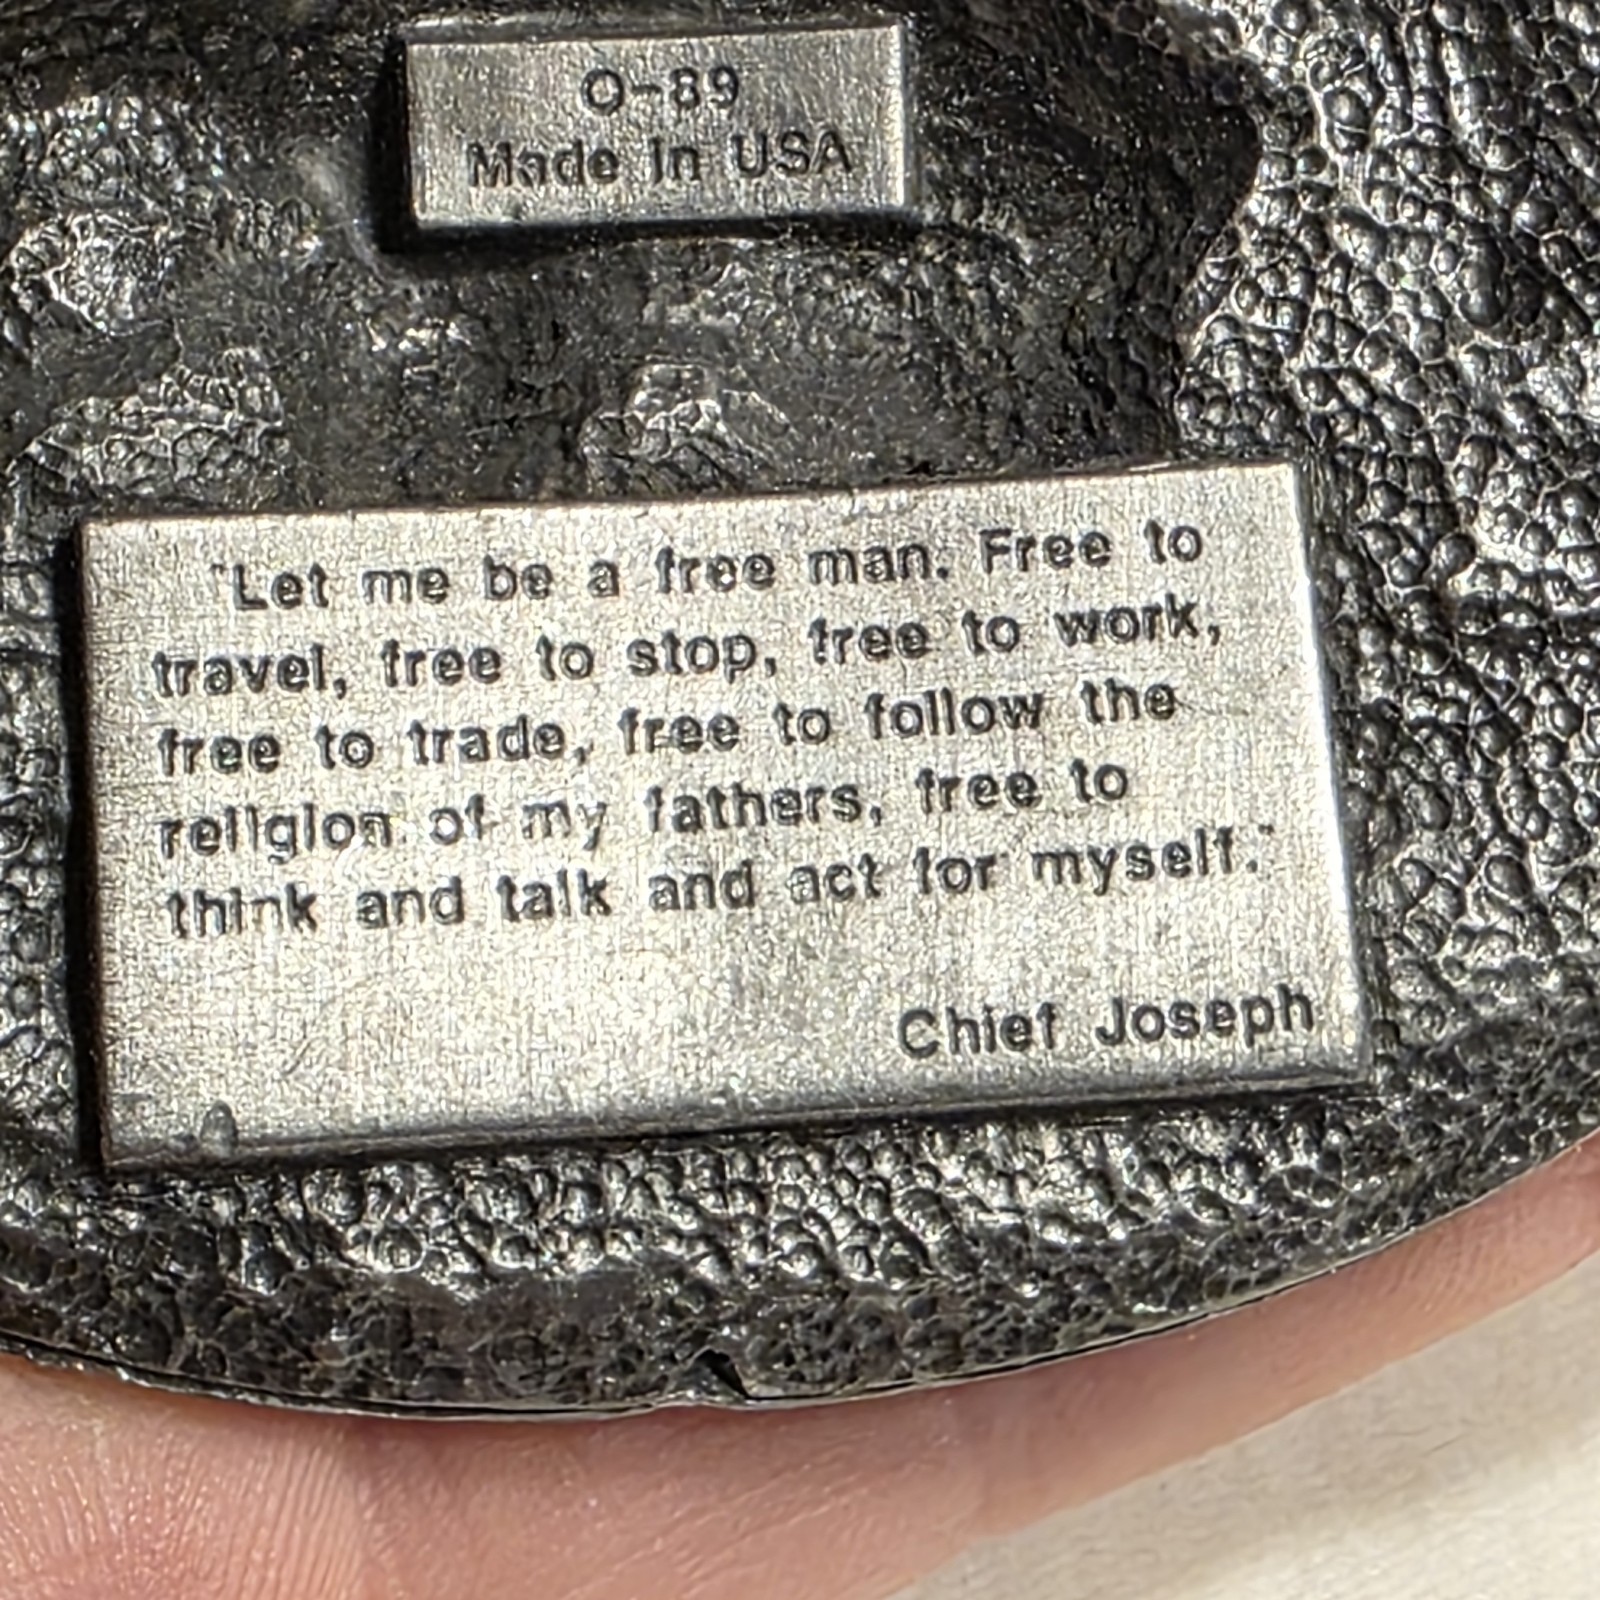 O-89
Made In USA
"Let me be a free man. Free to
travel, free to stop, free to work,
free to trade, free to follow the
religion of my fathers, free to
think and talk and act for myself."
Chief Joseph